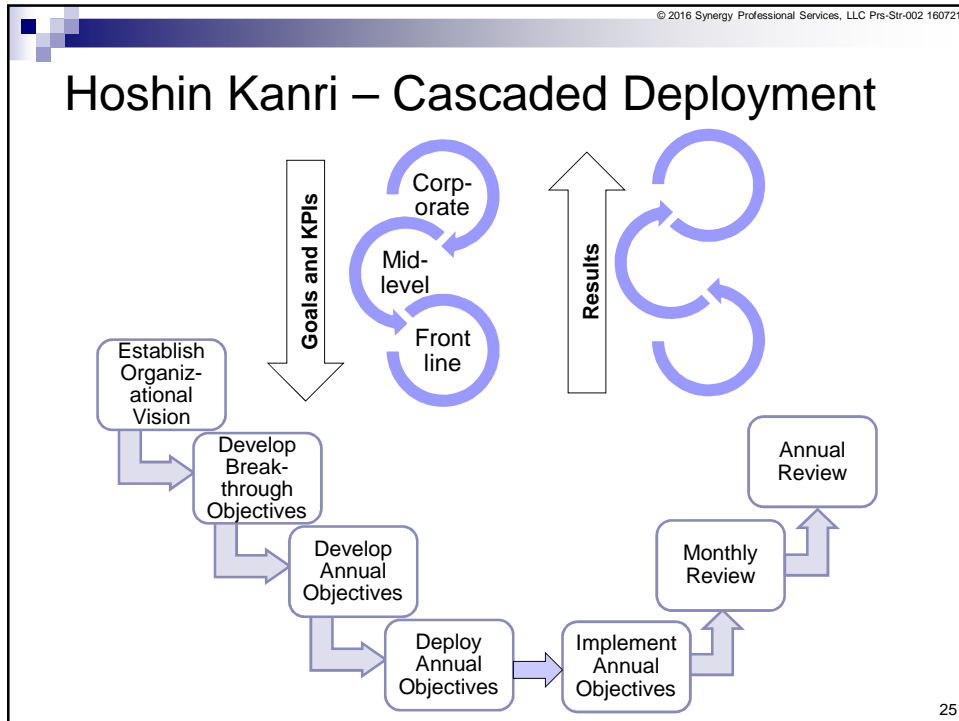 © 2016 Synergy Professional Services, LLC Prs-Str-002 160721
Hoshin Kanri – Cascaded Deployment
Goals and KPIs
Corp-
orate
Mid-
level
Front
line
Results
Establish
Organiz-
ational
Vision
Develop
Break-
through
Objectives
Develop
Annual
Objectives
Deploy
Annual
Objectives
Implement
Annual
Objectives
Monthly
Review
Annual
Review
25